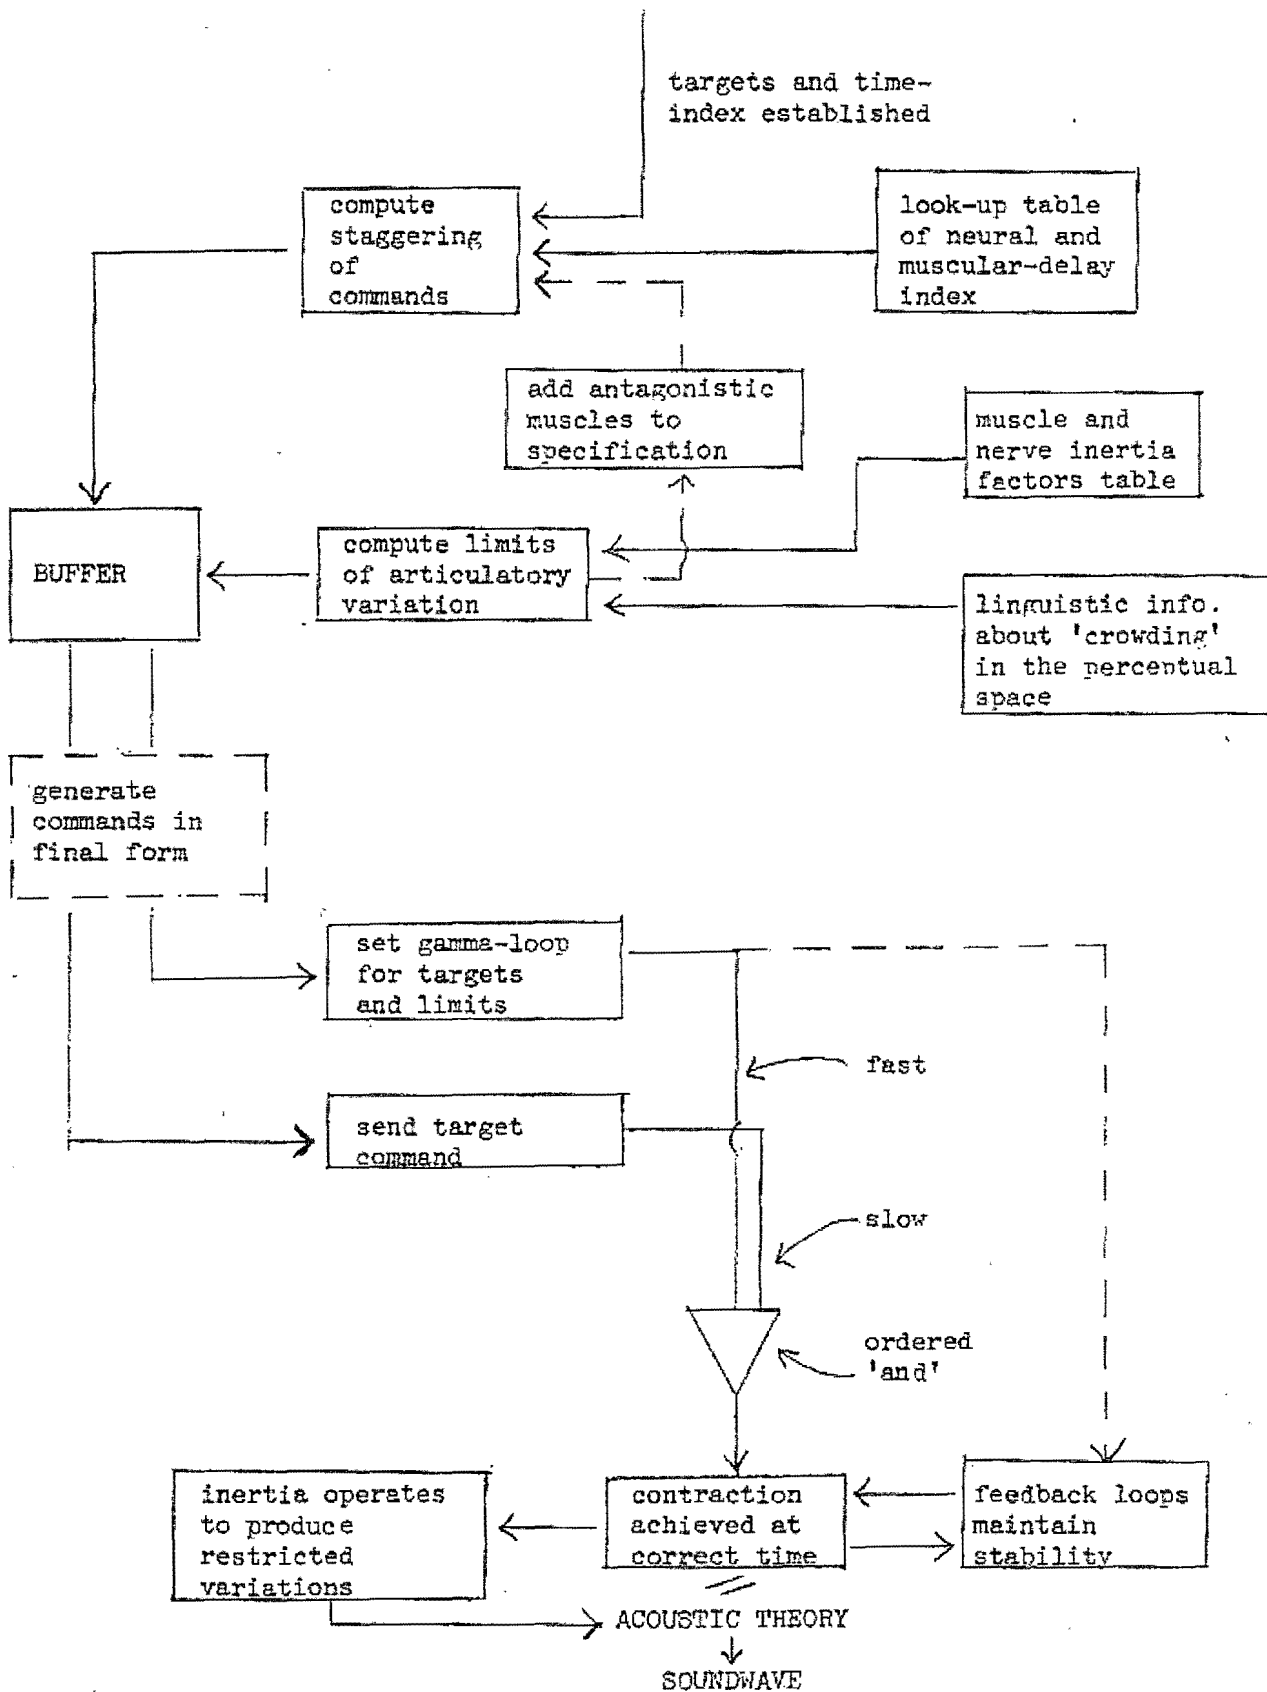 targets and time-
index established
compute
staggering
of
commands
look-up table
of neural and
muscular-delay
index
add antagonistic
muscles to
specification
muscle and
nerve inertia
factors table
BUFFER
compute limits
of articulatory
variation
linguistic info.
about 'crowding'
in the perceptual
space
generate
commands in
final form
set gamma-loop
for targets
and limits
fast
send target
command
slow
ordered
'and'
inertia operates
to produce
restricted
variations
contraction
achieved at
correct time
feedback loops
maintain
stability
ACOUSTIC THEORY
SOUNDWAVE